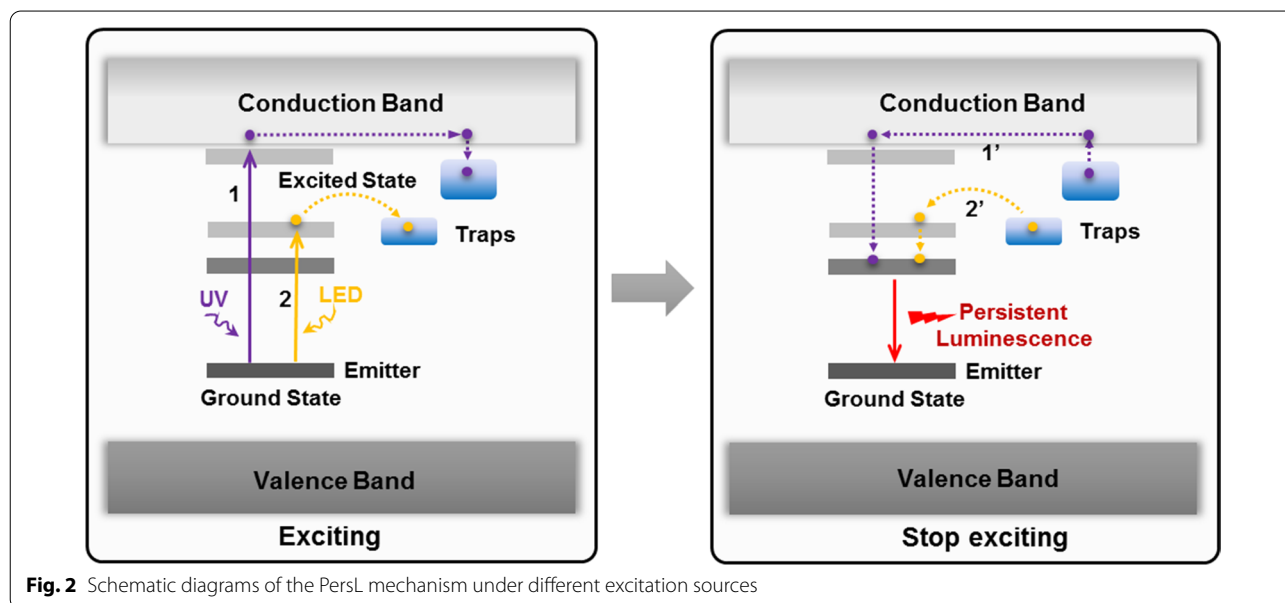 Conduction Band
1
Excited State
Traps
UV
2
LED
Emitter
Ground State
Valence Band
Exciting
Conduction Band
1’
2’
Traps
Persistent
Luminescence
Emitter
Ground State
Valence Band
Stop exciting
Fig. 2 Schematic diagrams of the PersL mechanism under different excitation sources